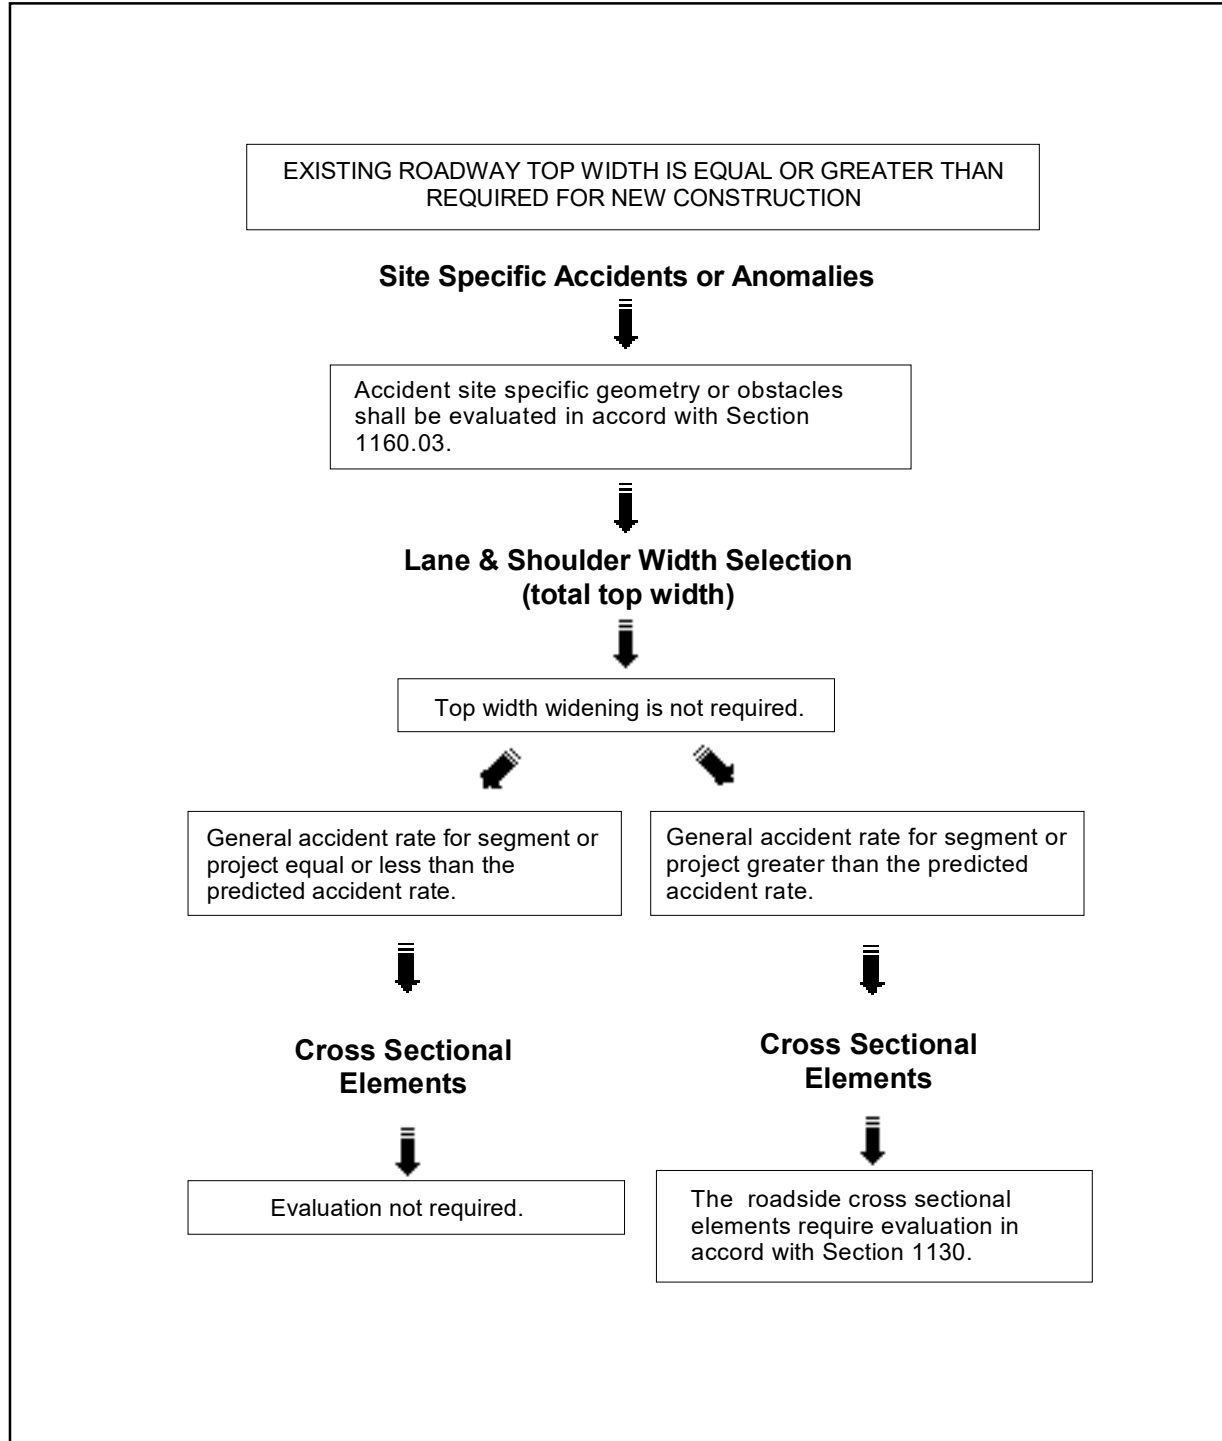 EXISTING ROADWAY TOP WIDTH IS EQUAL OR GREATER THAN
REQUIRED FOR NEW CONSTRUCTION
Site Specific Accidents or Anomalies
Accident site specific geometry or obstacles
shall be evaluated in accord with Section
1160.03.
Lane & Shoulder Width Selection
(total top width)
Top width widening is not required.
General accident rate for segment or
project equal or less than the
predicted accident rate.
General accident rate for segment or
project greater than the predicted
accident rate.
Cross Sectional
Elements
Cross Sectional
Elements
Evaluation not required.
The roadside cross sectional
elements require evaluation in
accord with Section 1130.